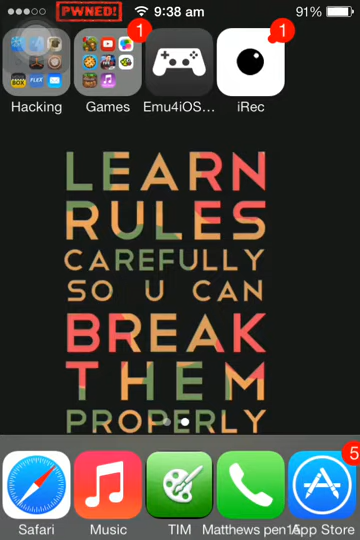 PWNED! 9:38 am 91%
1 1
Hacking Games Emu4iOS... iRec
LEARN
RULES
CAREFULLY
SO U CAN
BREAK
THEM
PROPERLY
5
Safari Music TIM Matthews pen15 App Store